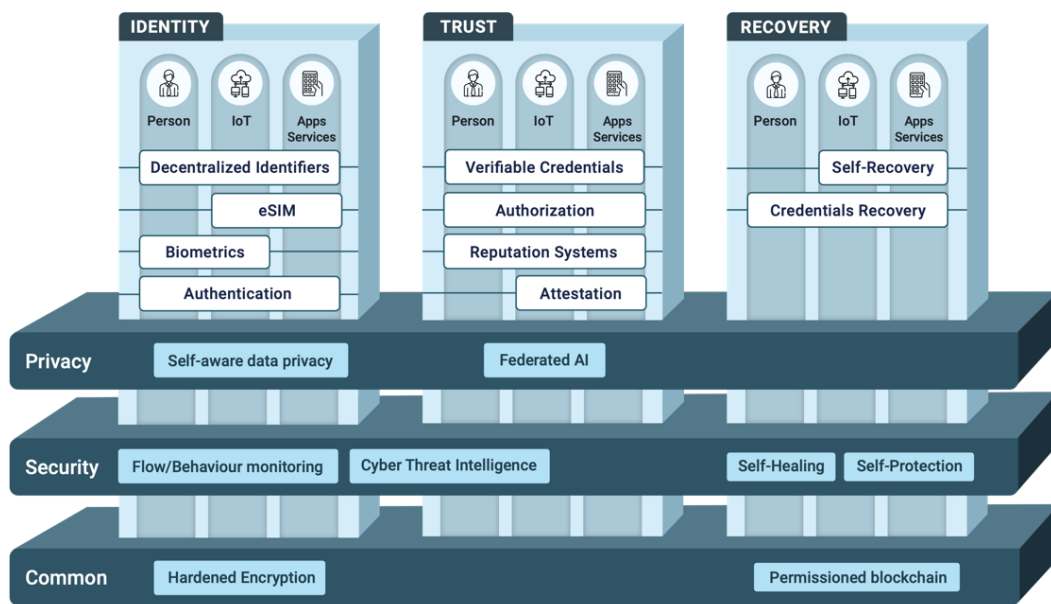 IDENTITY
TRUST
RECOVERY
Person
IoT
Apps
Services
Person
IoT
Apps
Services
Person
IoT
Apps
Services
Decentralized Identifiers
eSIM
Biometrics
Authentication
Verifiable Credentials
Authorization
Reputation Systems
Attestation
Self-Recovery
Credentials Recovery
Privacy
Self-aware data privacy
Federated AI
Security
Flow/Behaviour monitoring
Cyber Threat Intelligence
Self-Healing
Self-Protection
Common
Hardened Encryption
Permissioned blockchain